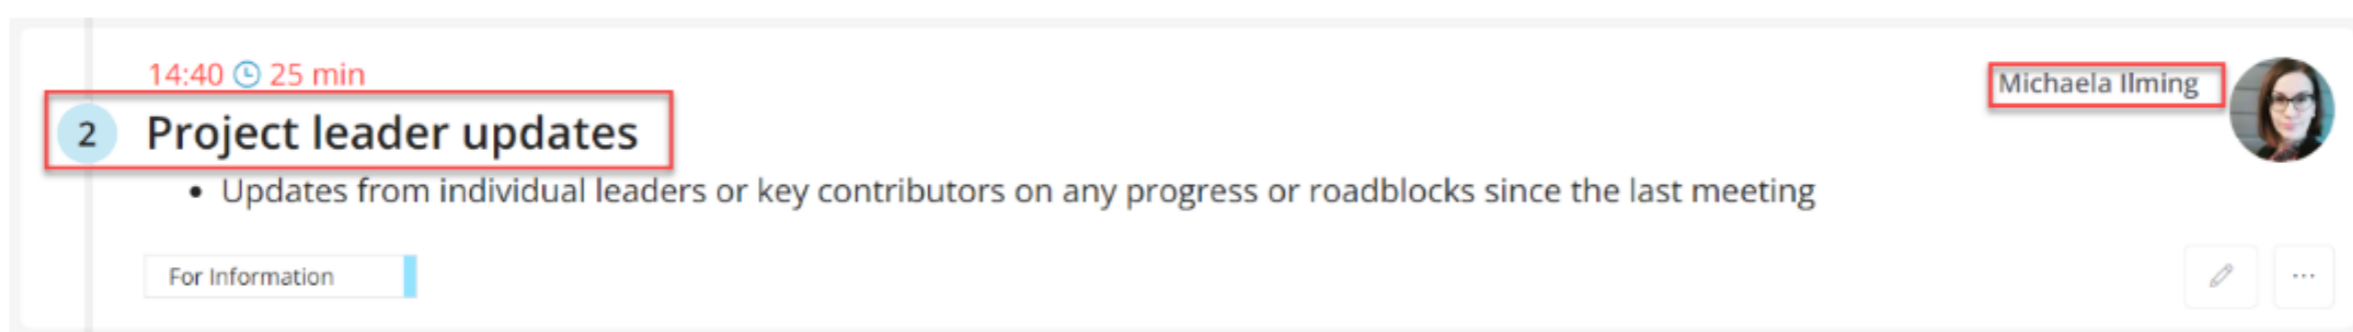 14:40 25 min
Michaela Ilming
2 Project leader updates
• Updates from individual leaders or key contributors on any progress or roadblocks since the last meeting
For Information
...